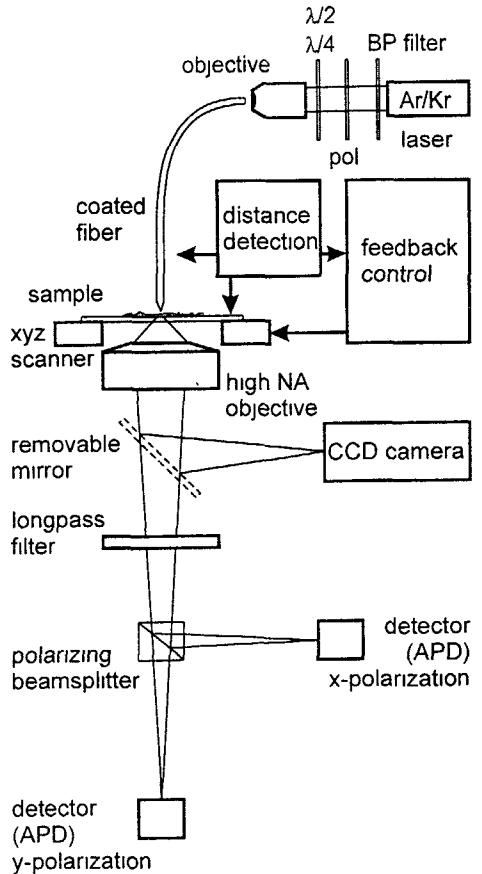 λ/2
λ/4
BP filter
objective
Ar/Kr
laser
pol
coated
fiber
distance
detection
feedback
control
sample
xyz
scanner
high NA
objective
removable
mirror
CCD camera
longpass
filter
polarizing
beamsplitter
detector
(APD)
x-polarization
detector
(APD)
y-polarization